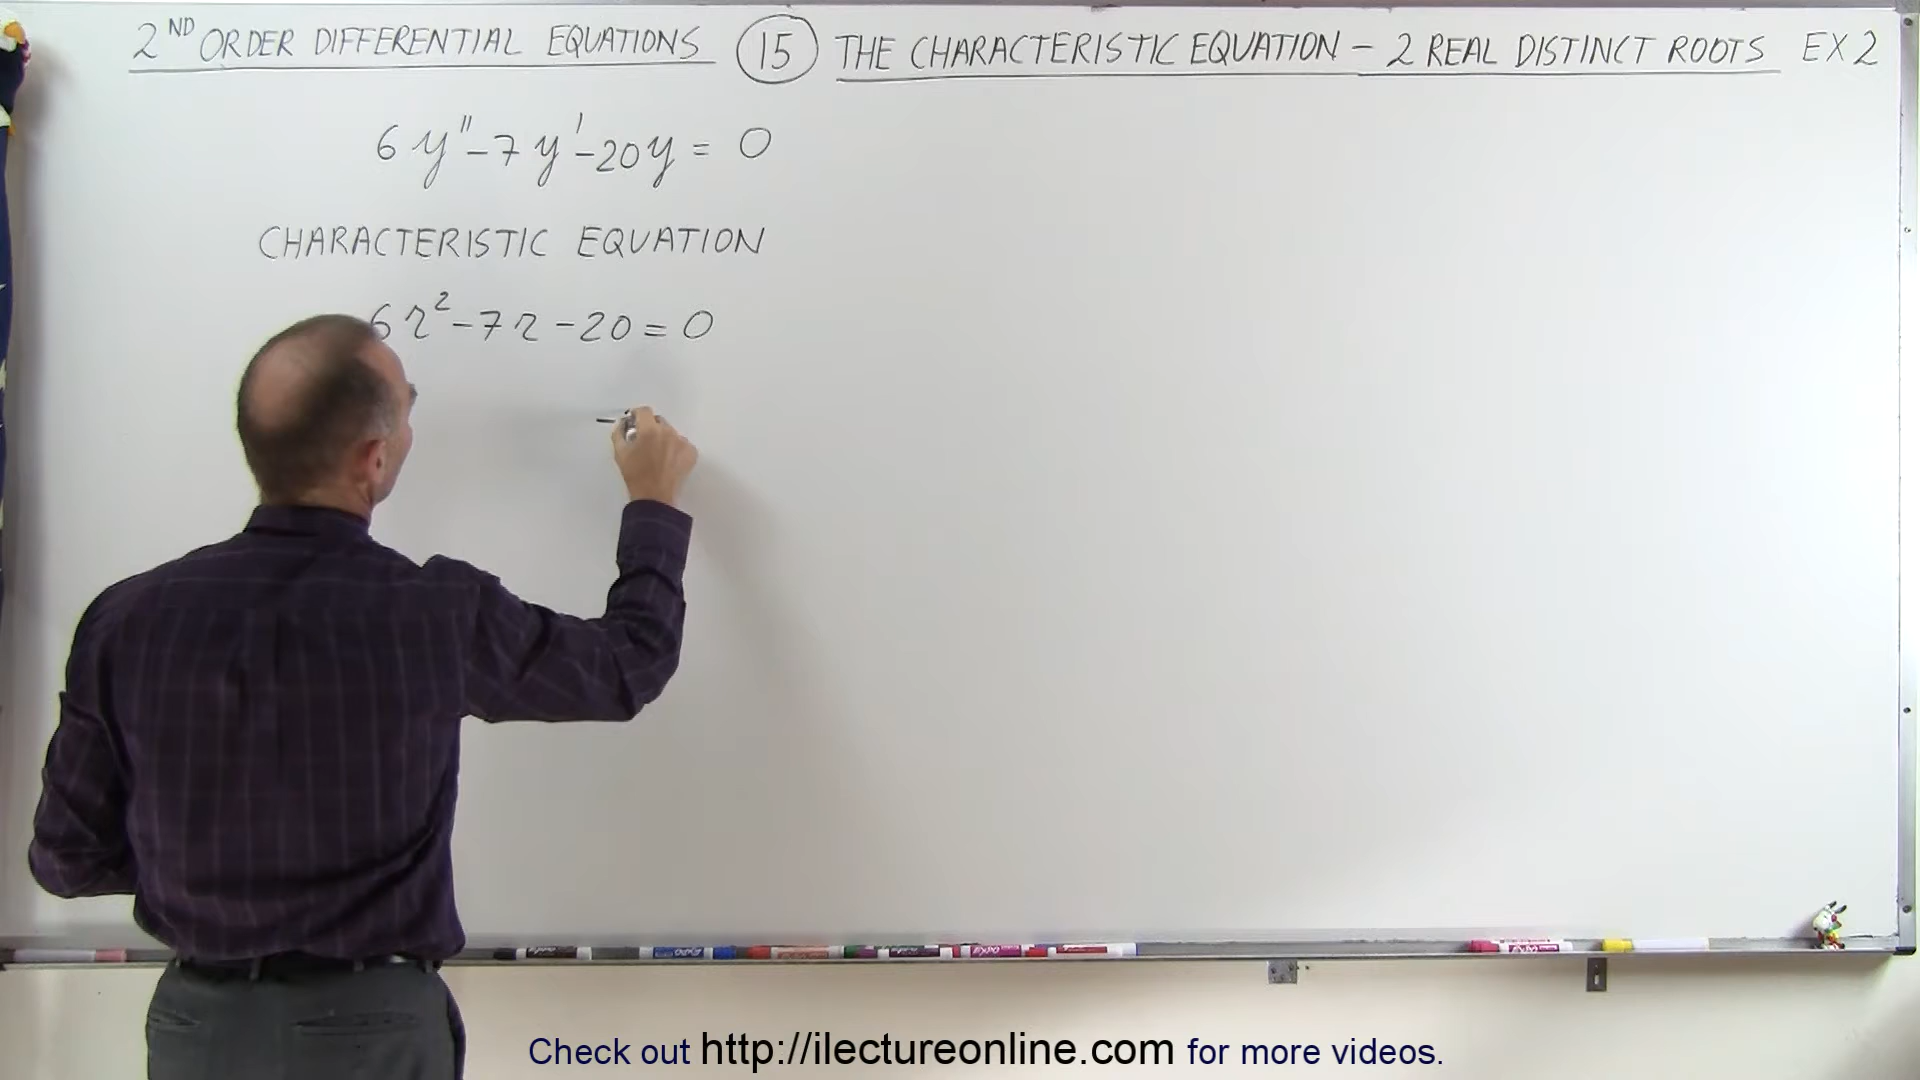 2ND ORDER DIFFERENTIAL EQUATIONS 15 THE CHARACTERISTIC EQUATION - 2 REAL DISTINCT ROOTS EX 2
6y'' - 7y' - 20y = 0
CHARACTERISTIC EQUATION
6r² - 7r - 20 = 0
Check out http://ilectureonline.com for more videos.